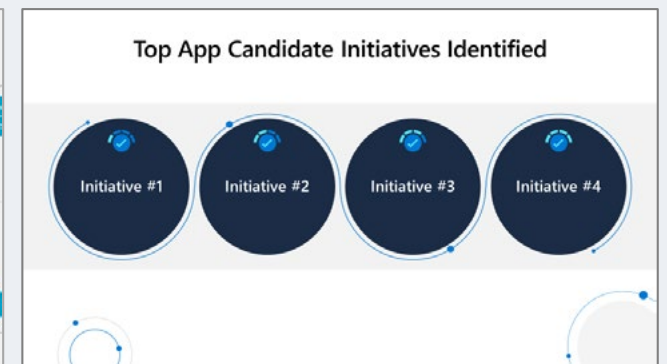 Top App Candidate Initiatives Identified
Initiative #1
Initiative #2
Initiative #3
Initiative #4